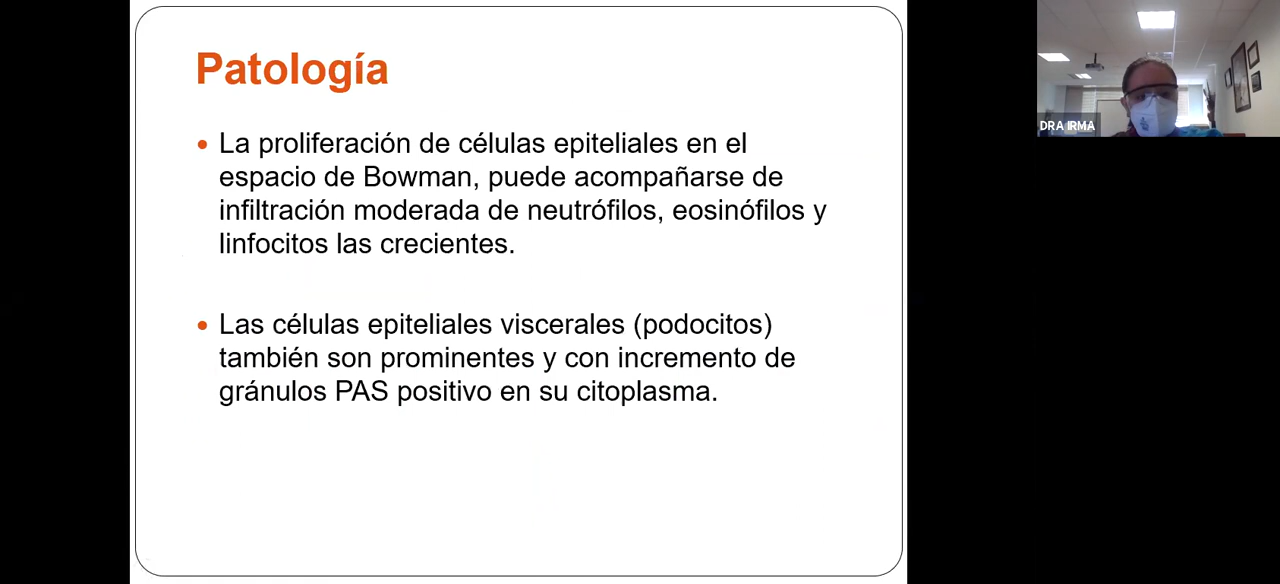 Patología
La proliferación de células epiteliales en el
espacio de Bowman, puede acompañarse de
infiltración moderada de neutrófilos, eosinófilos y
linfocitos las crecientes.
Las células epiteliales viscerales (podocitos)
también son prominentes y con incremento de
gránulos PAS positivo en su citoplasma.
DRA IRMA